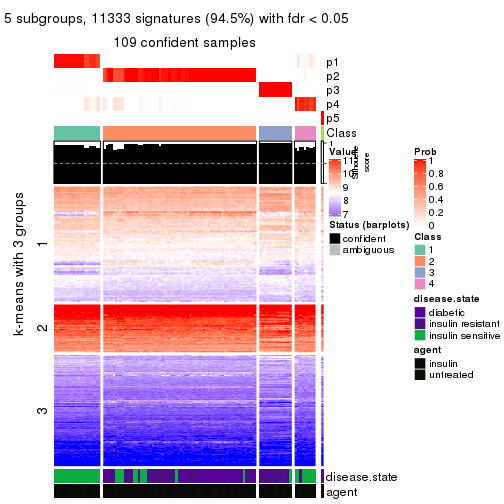 5 subgroups, 11333 signatures (94.5%) with fdr < 0.05
109 confident samples
p1
p2
p3
p4
p5
Class
1
Silhouette
score
k-means with 3 groups
1
2
3
Value
11
10
9
8
7
Status (barplots)
confident
ambiguous
Prob
1
0.8
0.6
0.4
0.2
0
Class
1
2
3
4
disease.state
diabetic
insulin resistant
insulin sensitive
agent
insulin
untreated
disease.state
agent